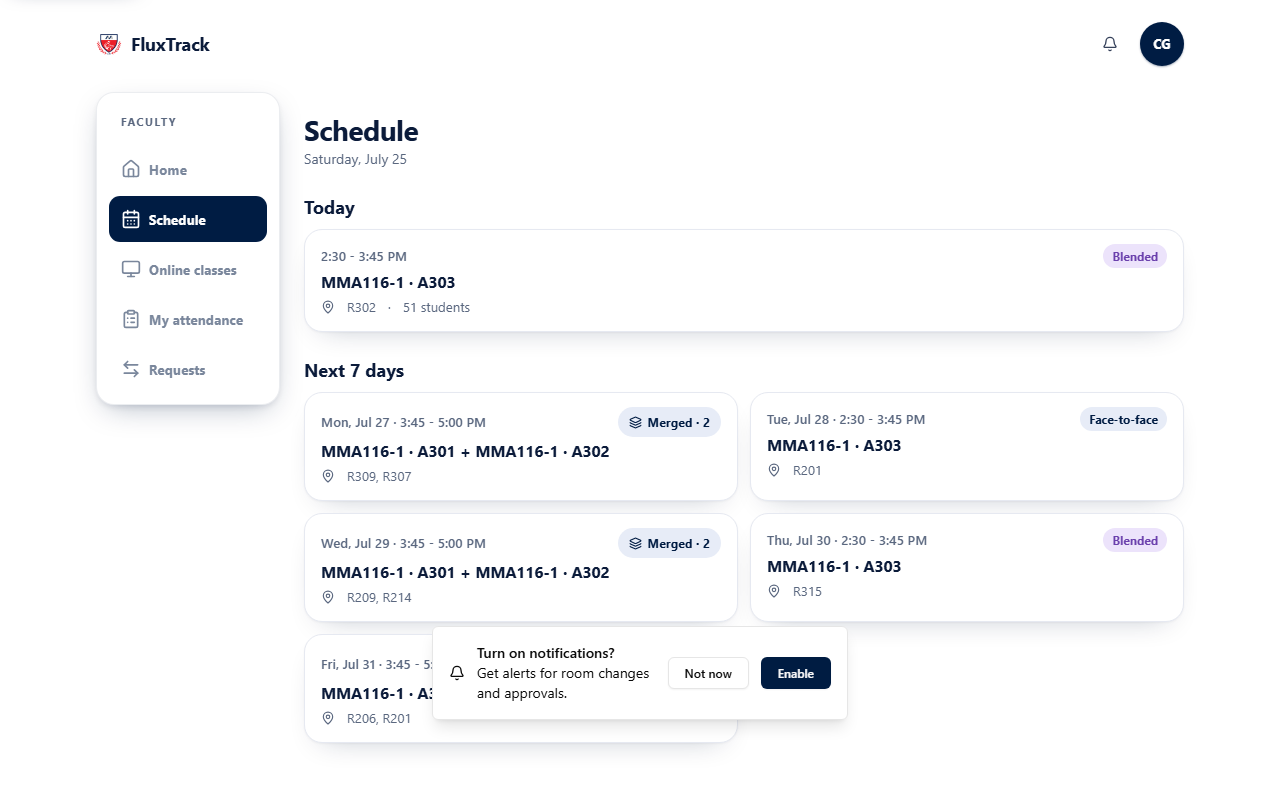 FluxTrack
CG
FACULTY
Home
Schedule
Online classes
My attendance
Requests
Schedule
Saturday, July 25
Today
2:30 - 3:45 PM
Blended
MMA116-1 · A303
R302 · 51 students
Next 7 days
Mon, Jul 27 · 3:45 - 5:00 PM
Merged · 2
MMA116-1 · A301 + MMA116-1 · A302
R309, R307
Tue, Jul 28 · 2:30 - 3:45 PM
Face-to-face
MMA116-1 · A303
R201
Wed, Jul 29 · 3:45 - 5:00 PM
Merged · 2
MMA116-1 · A301 + MMA116-1 · A302
R209, R214
Thu, Jul 30 · 2:30 - 3:45 PM
Blended
MMA116-1 · A303
R315
Fri, Jul 31 · 3:45 -
MMA116-1 ·
R206, R201
Turn on notifications?
Get alerts for room changes
and approvals.
Not now
Enable